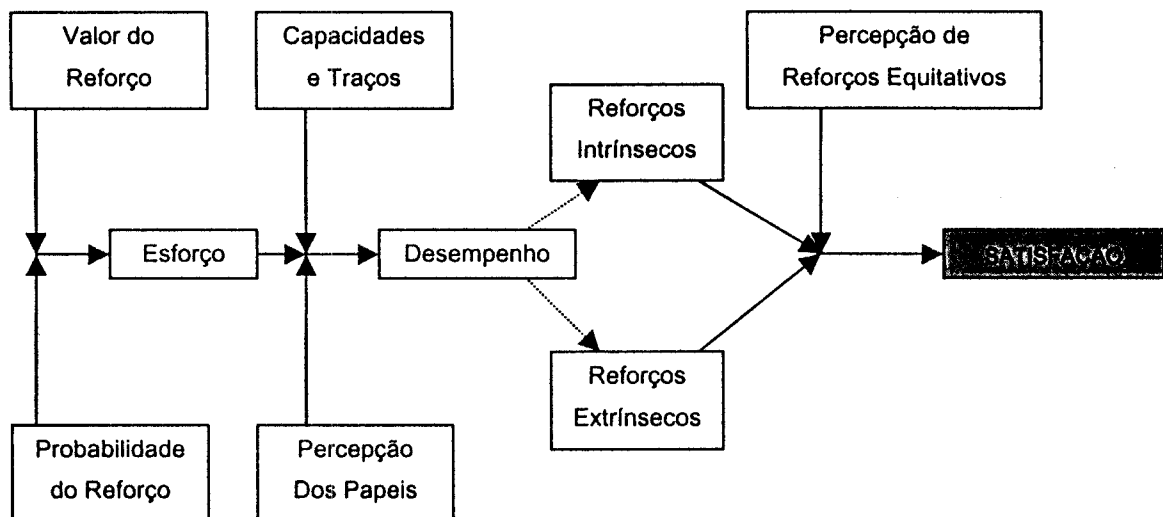 Valor do
Reforço
Capacidades
e Traços
Percepção de
Reforços Equitativos
Reforços
Intrínsecos
Esforço
Desempenho
SATISFAÇÃO
Reforços
Extrínsecos
Probabilidade
do Reforço
Percepção
Dos Papeis